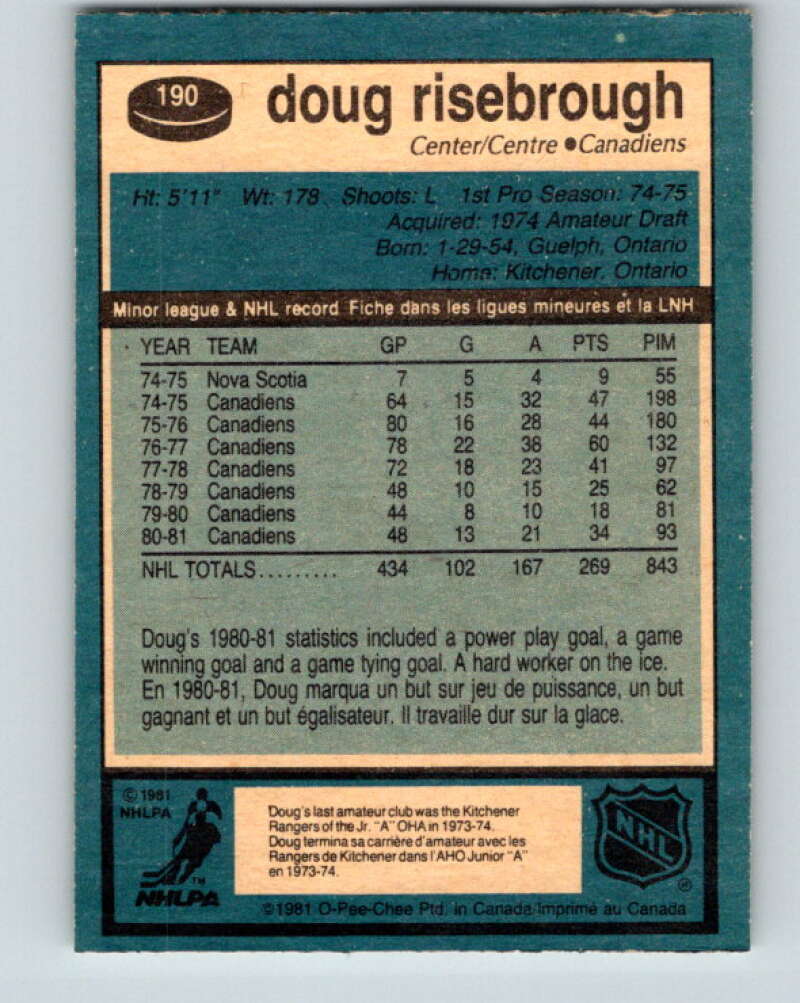 190
doug risebrough
Center/Centre ●Canadiens
Ht: 5'11" Wt: 178 Shoots: L 1st Pro Season: 74-75
Acquired: 1974 Amateur Draft
Born: 1-29-54, Guelph, Ontario
Home: Kitchener, Ontario
Minor league & NHL record Fiche dans les ligues mineures et la LNH
YEAR TEAM GP G A PTS PIM
74-75 Nova Scotia 7 5 4 9 55
74-75 Canadiens 64 15 32 47 198
75-76 Canadiens 80 16 28 44 180
76-77 Canadiens 78 22 38 60 132
77-78 Canadiens 72 18 23 41 97
78-79 Canadiens 48 10 15 25 62
79-80 Canadiens 44 8 10 18 81
80-81 Canadiens 48 13 21 34 93
NHL TOTALS......... 434 102 167 269 843
Doug's 1980-81 statistics included a power play goal, a game
winning goal and a game tying goal. A hard worker on the ice.
En 1980-81, Doug marqua un but sur jeu de puissance, un but
gagnant et un but égalisateur. Il travaille dur sur la glace.
© 1981
NHLPA
TM
NHLPA
Doug's last amateur club was the Kitchener
Rangers of the Jr. "A" OHA in 1973-74.
Doug termina sa carrière d'amateur avec les
Rangers de Kitchener dans l'AHO Junior "A"
en 1973-74.
NHL
©1981 O-Pee-Chee Ptd. in Canada/Imprimé au Canada